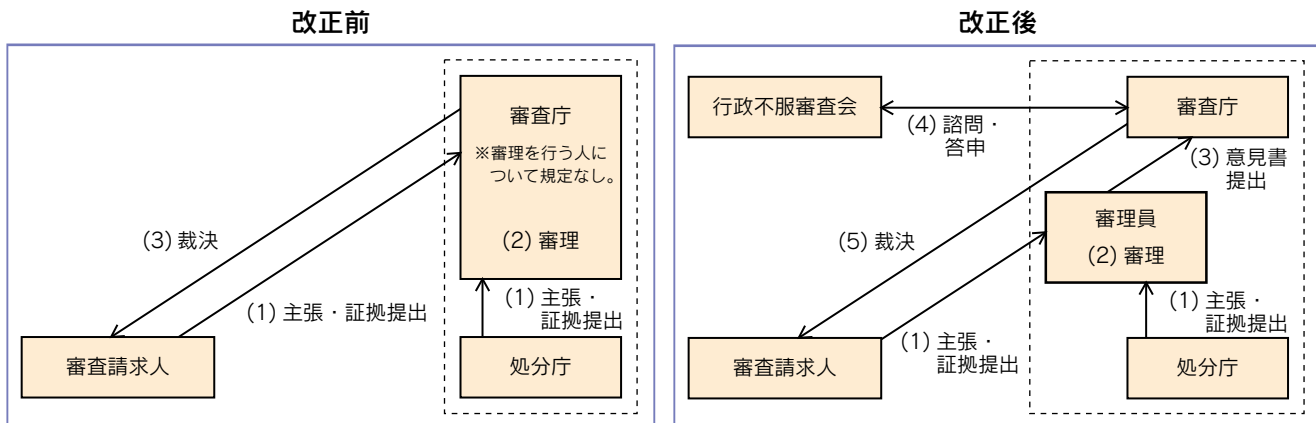 改正前
審査庁
※審理を行う人に
ついて規定なし。
(2) 審理
(3) 裁決
(1) 主張・証拠提出
(1) 主張・
証拠提出
審査請求人
処分庁
改正後
行政不服審査会
審査庁
(4) 諮問・
答申
(3) 意見書
提出
審理員
(2) 審理
(5) 裁決
(1) 主張・
証拠提出
(1) 主張・
証拠提出
審査請求人
処分庁